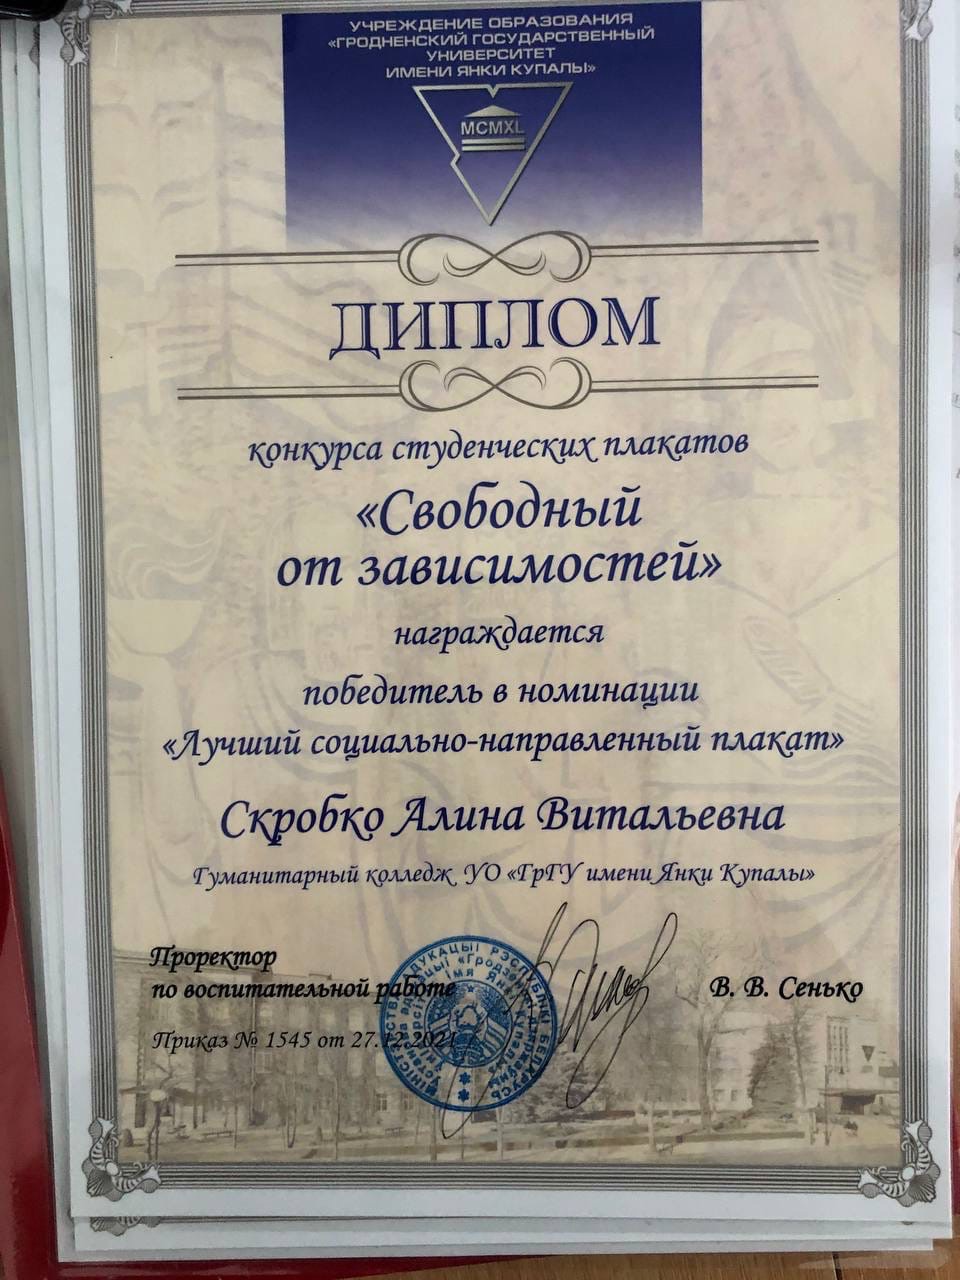 УЧРЕЖДЕНИЕ ОБРАЗОВАНИЯ
«ГРОДНЕНСКИЙ ГОСУДАРСТВЕННЫЙ
УНИВЕРСИТЕТ
ИМЕНИ ЯНКИ КУПАЛЫ»
MCMXL
ДИПЛОМ
конкурса студенческих плакатов
«Свободный
от зависимостей»
награждается
победитель в номинации
«Лучший социально-направленный плакат»
Скробко Алина Витальевна
Гуманитарный колледж УО «ГрГУ имени Янки Купалы»
Проректор
по воспитательной работе
В. В. Сенько
Приказ № 1545 от 27.12.2021